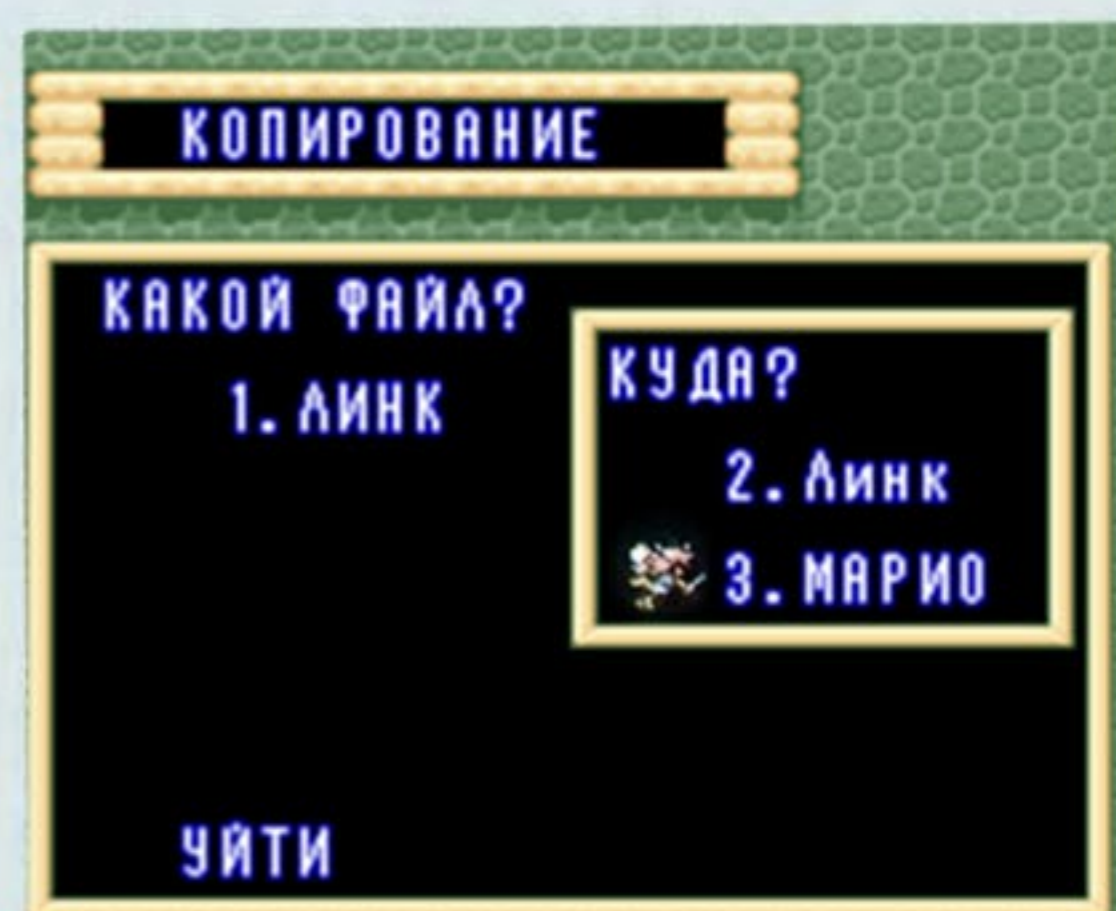 КОПИРОВАНИЕ
КАКОЙ ФАЙЛ?
1. ЛИНК
КУДА?
2. Линк
3. МАРИО
УЙТИ